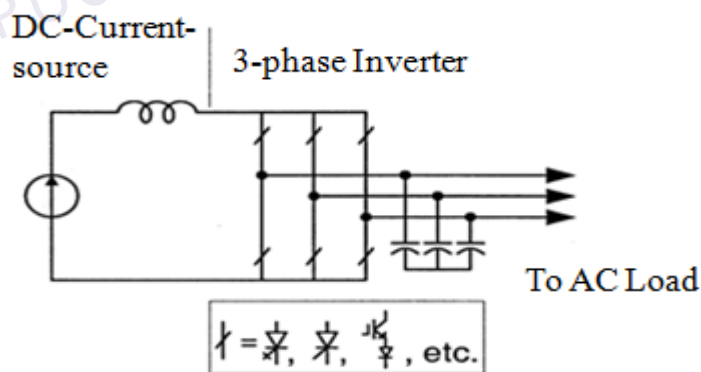 DC-Current-
source
3-phase Inverter
To AC Load
= , , , etc.